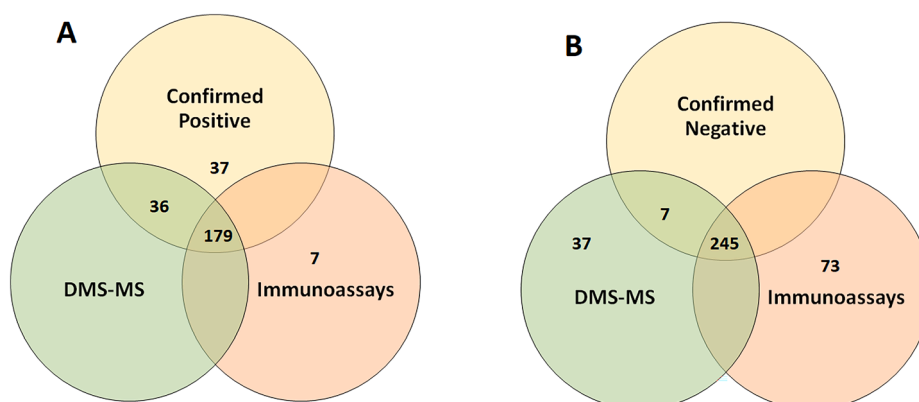 A
Confirmed
Positive
37
36
179
7
DMS-MS
Immunoassays
B
Confirmed
Negative
7
37
245
73
DMS-MS
Immunoassays